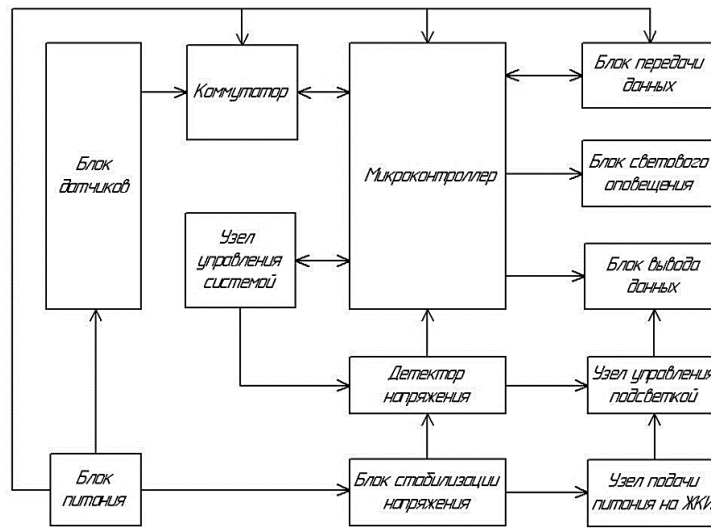 Блок
датчиков
Коммутатор
Микроконтроллер
Блок передачи
данных
Блок светового
оповещения
Узел
управления
системой
Блок вывода
данных
Детектор
напряжения
Узел управления
подсветкой
Блок
питания
Блок стабилизации
напряжения
Узел подачи
питания на ЖКИ